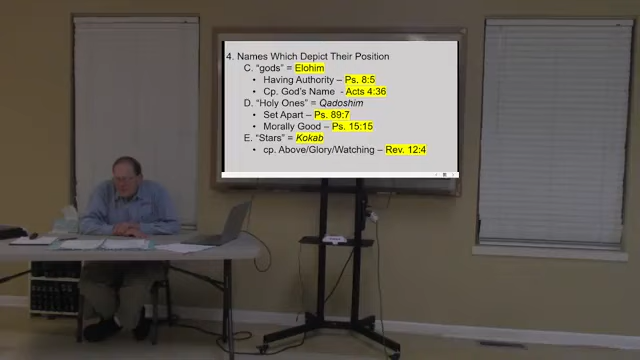 4. Names Which Depict Their Position
C. “gods” = Elohim
• Having Authority – Ps. 8:5
• Cp. God's Name - Acts 4:36
D. “Holy Ones” = Qadoshim
• Set Apart – Ps. 89:7
• Morally Good – Ps. 15:15
E. “Stars” = Kokab
• cp. Above/Glory/Watching – Rev. 12:4